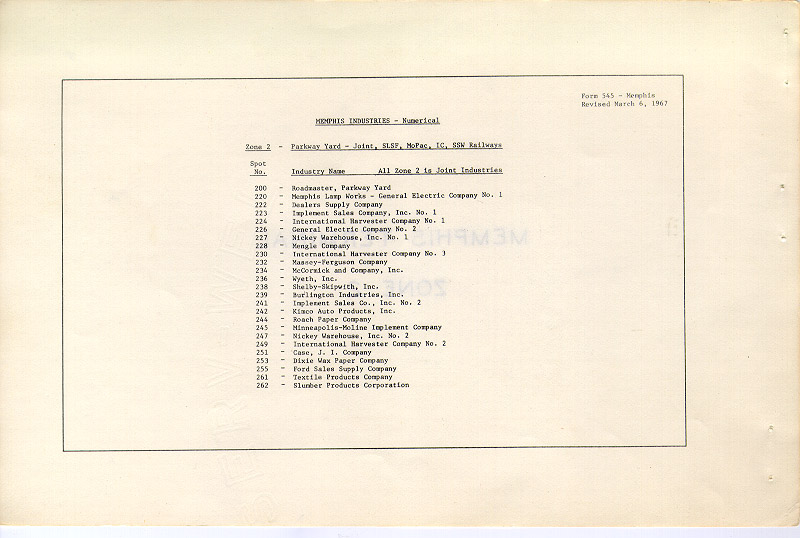 Form 545 - Memphis
Revised March 6, 1967
MEMPHIS INDUSTRIES - Numerical
Zone 2 - Parkway Yard - Joint, SLSF, MoPac, IC, SSW Railways
Spot
No. Industry Name All Zone 2 is Joint Industries
200 - Roadmaster, Parkway Yard
220 - Memphis Lamp Works - General Electric Company No. 1
222 - Dealers Supply Company
223 - Implement Sales Company, Inc. No. 1
224 - International Harvester Company No. 1
226 - General Electric Company No. 2
227 - Nickey Warehouse, Inc. No. 1
228 - Mengle Company
230 - International Harvester Company No. 3
232 - Massey-Ferguson Company
234 - McCormick and Company, Inc.
236 - Wyeth, Inc.
238 - Shelby-Skipwith, Inc.
239 - Burlington Industries, Inc.
241 - Implement Sales Co., Inc. No. 2
242 - Kimco Auto Products, Inc.
244 - Roach Paper Company
245 - Minneapolis-Moline Implement Company
247 - Nickey Warehouse, Inc. No. 2
249 - International Harvester Company No. 2
251 - Case, J. I. Company
253 - Dixie Wax Paper Company
255 - Ford Sales Supply Company
261 - Textile Products Company
262 - Slumber Products Corporation
MEMPHIS
ZONE